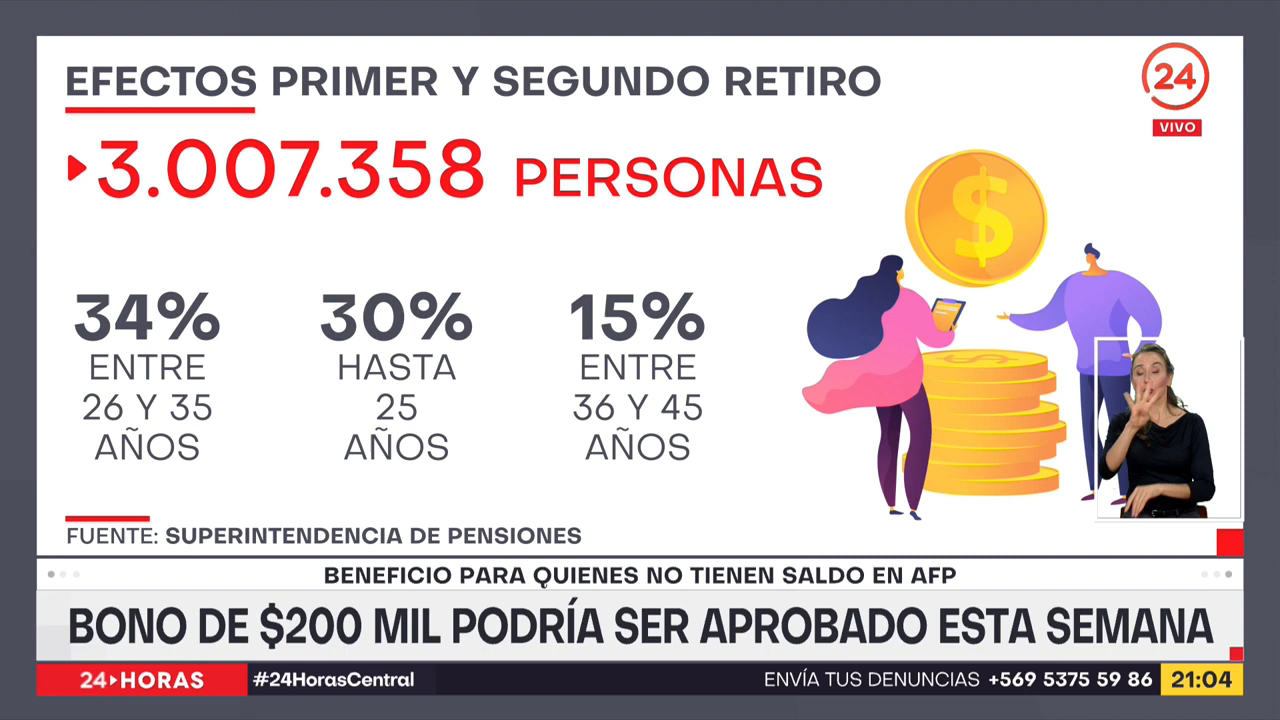 EFECTOS PRIMER Y SEGUNDO RETIRO
24
VIVO
3.007.358 PERSONAS
$
34%
ENTRE
26 Y 35
AÑOS
30%
HASTA
25
AÑOS
15%
ENTRE
36 Y 45
AÑOS
$
FUENTE: SUPERINTENDENCIA DE PENSIONES
BENEFICIO PARA QUIENES NO TIENEN SALDO EN AFP
BONO DE $200 MIL PODRÍA SER APROBADO ESTA SEMANA
24 HORAS
#24HorasCentral
ENVÍA TUS DENUNCIAS +569 5375 59 86
21:04